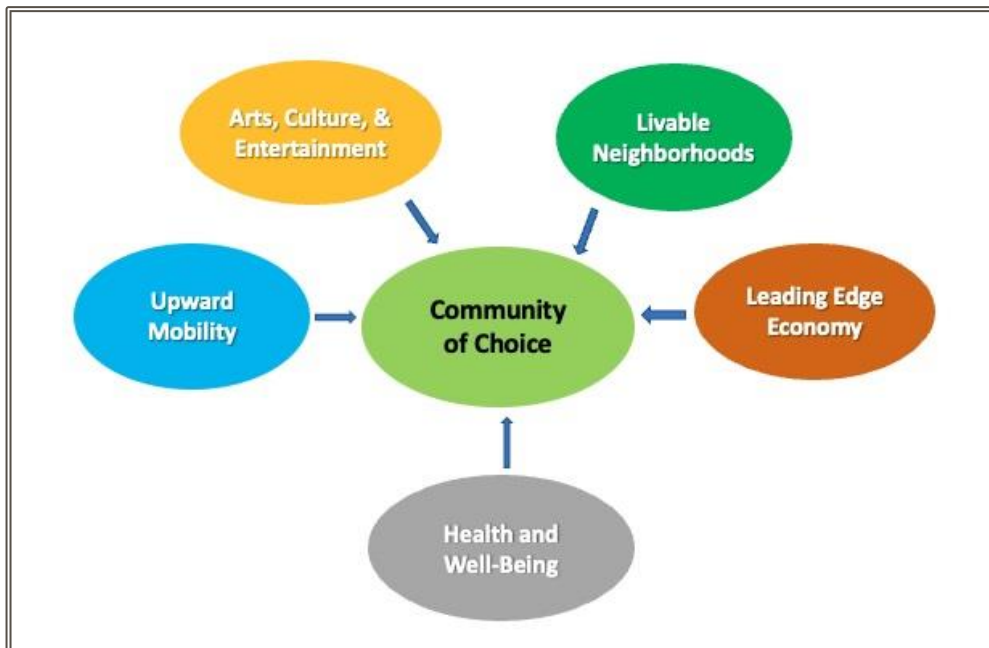 Arts, Culture, &
Entertainment
Livable
Neighborhoods
Upward
Mobility
Community
of Choice
Leading Edge
Economy
Health and
Well-Being